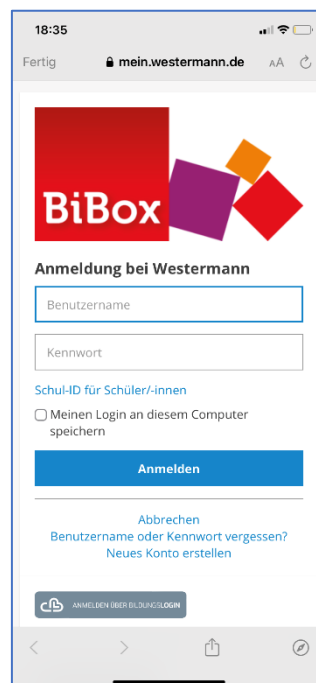 18:35
Fertig mein.westermann.de AA
BiBox
Anmeldung bei Westermann
Benutzername
Kennwort
Schul-ID für Schüler/-innen
Meinen Login an diesem Computer
speichern
Anmelden
Abbrechen
Benutzername oder Kennwort vergessen?
Neues Konto erstellen
ANMELDEN ÜBER BILDUNGSLOGIN